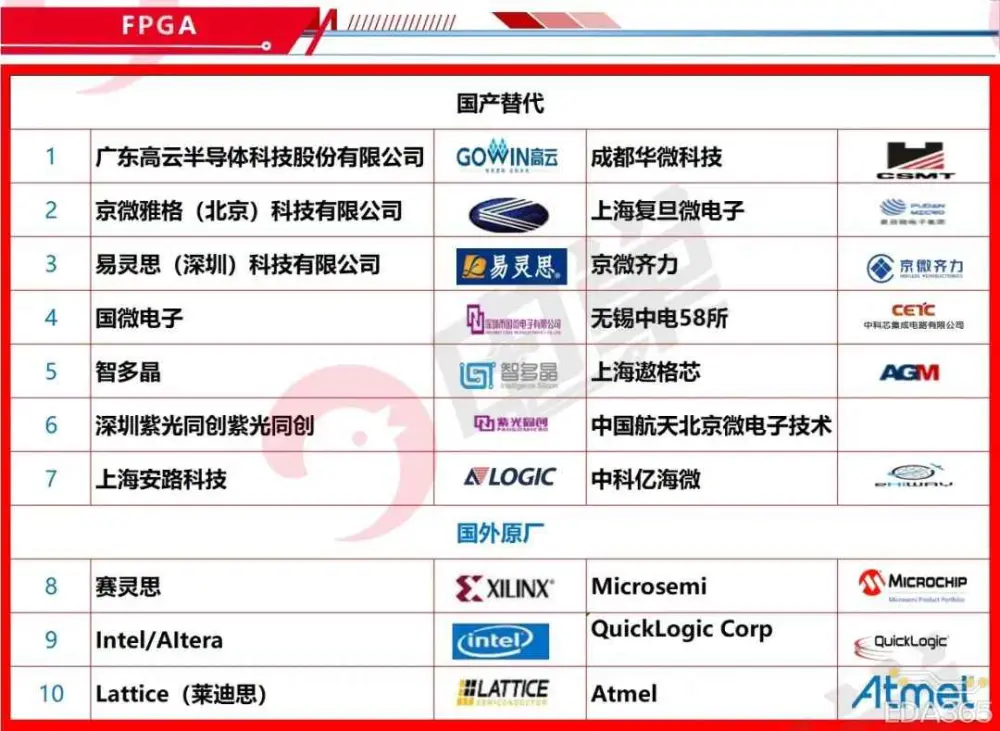 FPGA
国产替代
1 广东高云半导体科技股份有限公司 GOWIN高云 成都华微科技 CSMT
2 京微雅格（北京）科技有限公司 上海复旦微电子 FUDAN MICRO
3 易灵思（深圳）科技有限公司 易灵思 京微齐力 京微齐力
4 国微电子 深圳市国微电子有限公司 无锡中电58所 CETC 中科芯集成电路有限公司
5 智多晶 智多晶 Intelligence Silicon 上海遨格芯 AGM
6 深圳紫光同创紫光同创 紫光同创 PANGOMICRO 中国航天北京微电子技术
7 上海安路科技 ANLOGIC 中科亿海微 eHiWAY
国外原厂
8 赛灵思 XILINX Microsemi MICROCHIP Microsemi Product Portfolio
9 Intel/Altera intel QuickLogic Corp QuickLogic
10 Lattice（莱迪思） LATTICE SEMICONDUCTOR Atmel Atmel
EDA365